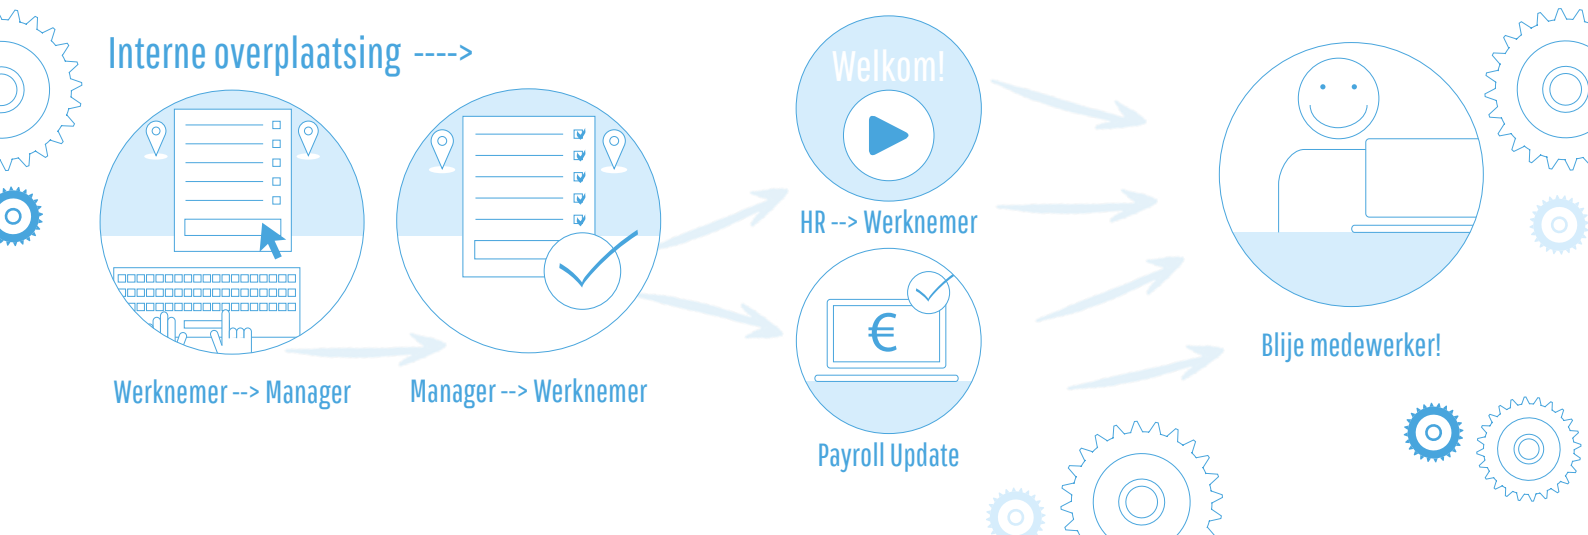 Interne overplaatsing ---->
Werknemer --> Manager
Manager --> Werknemer
Welkom!
HR --> Werknemer
€
Payroll Update
Blije medewerker!